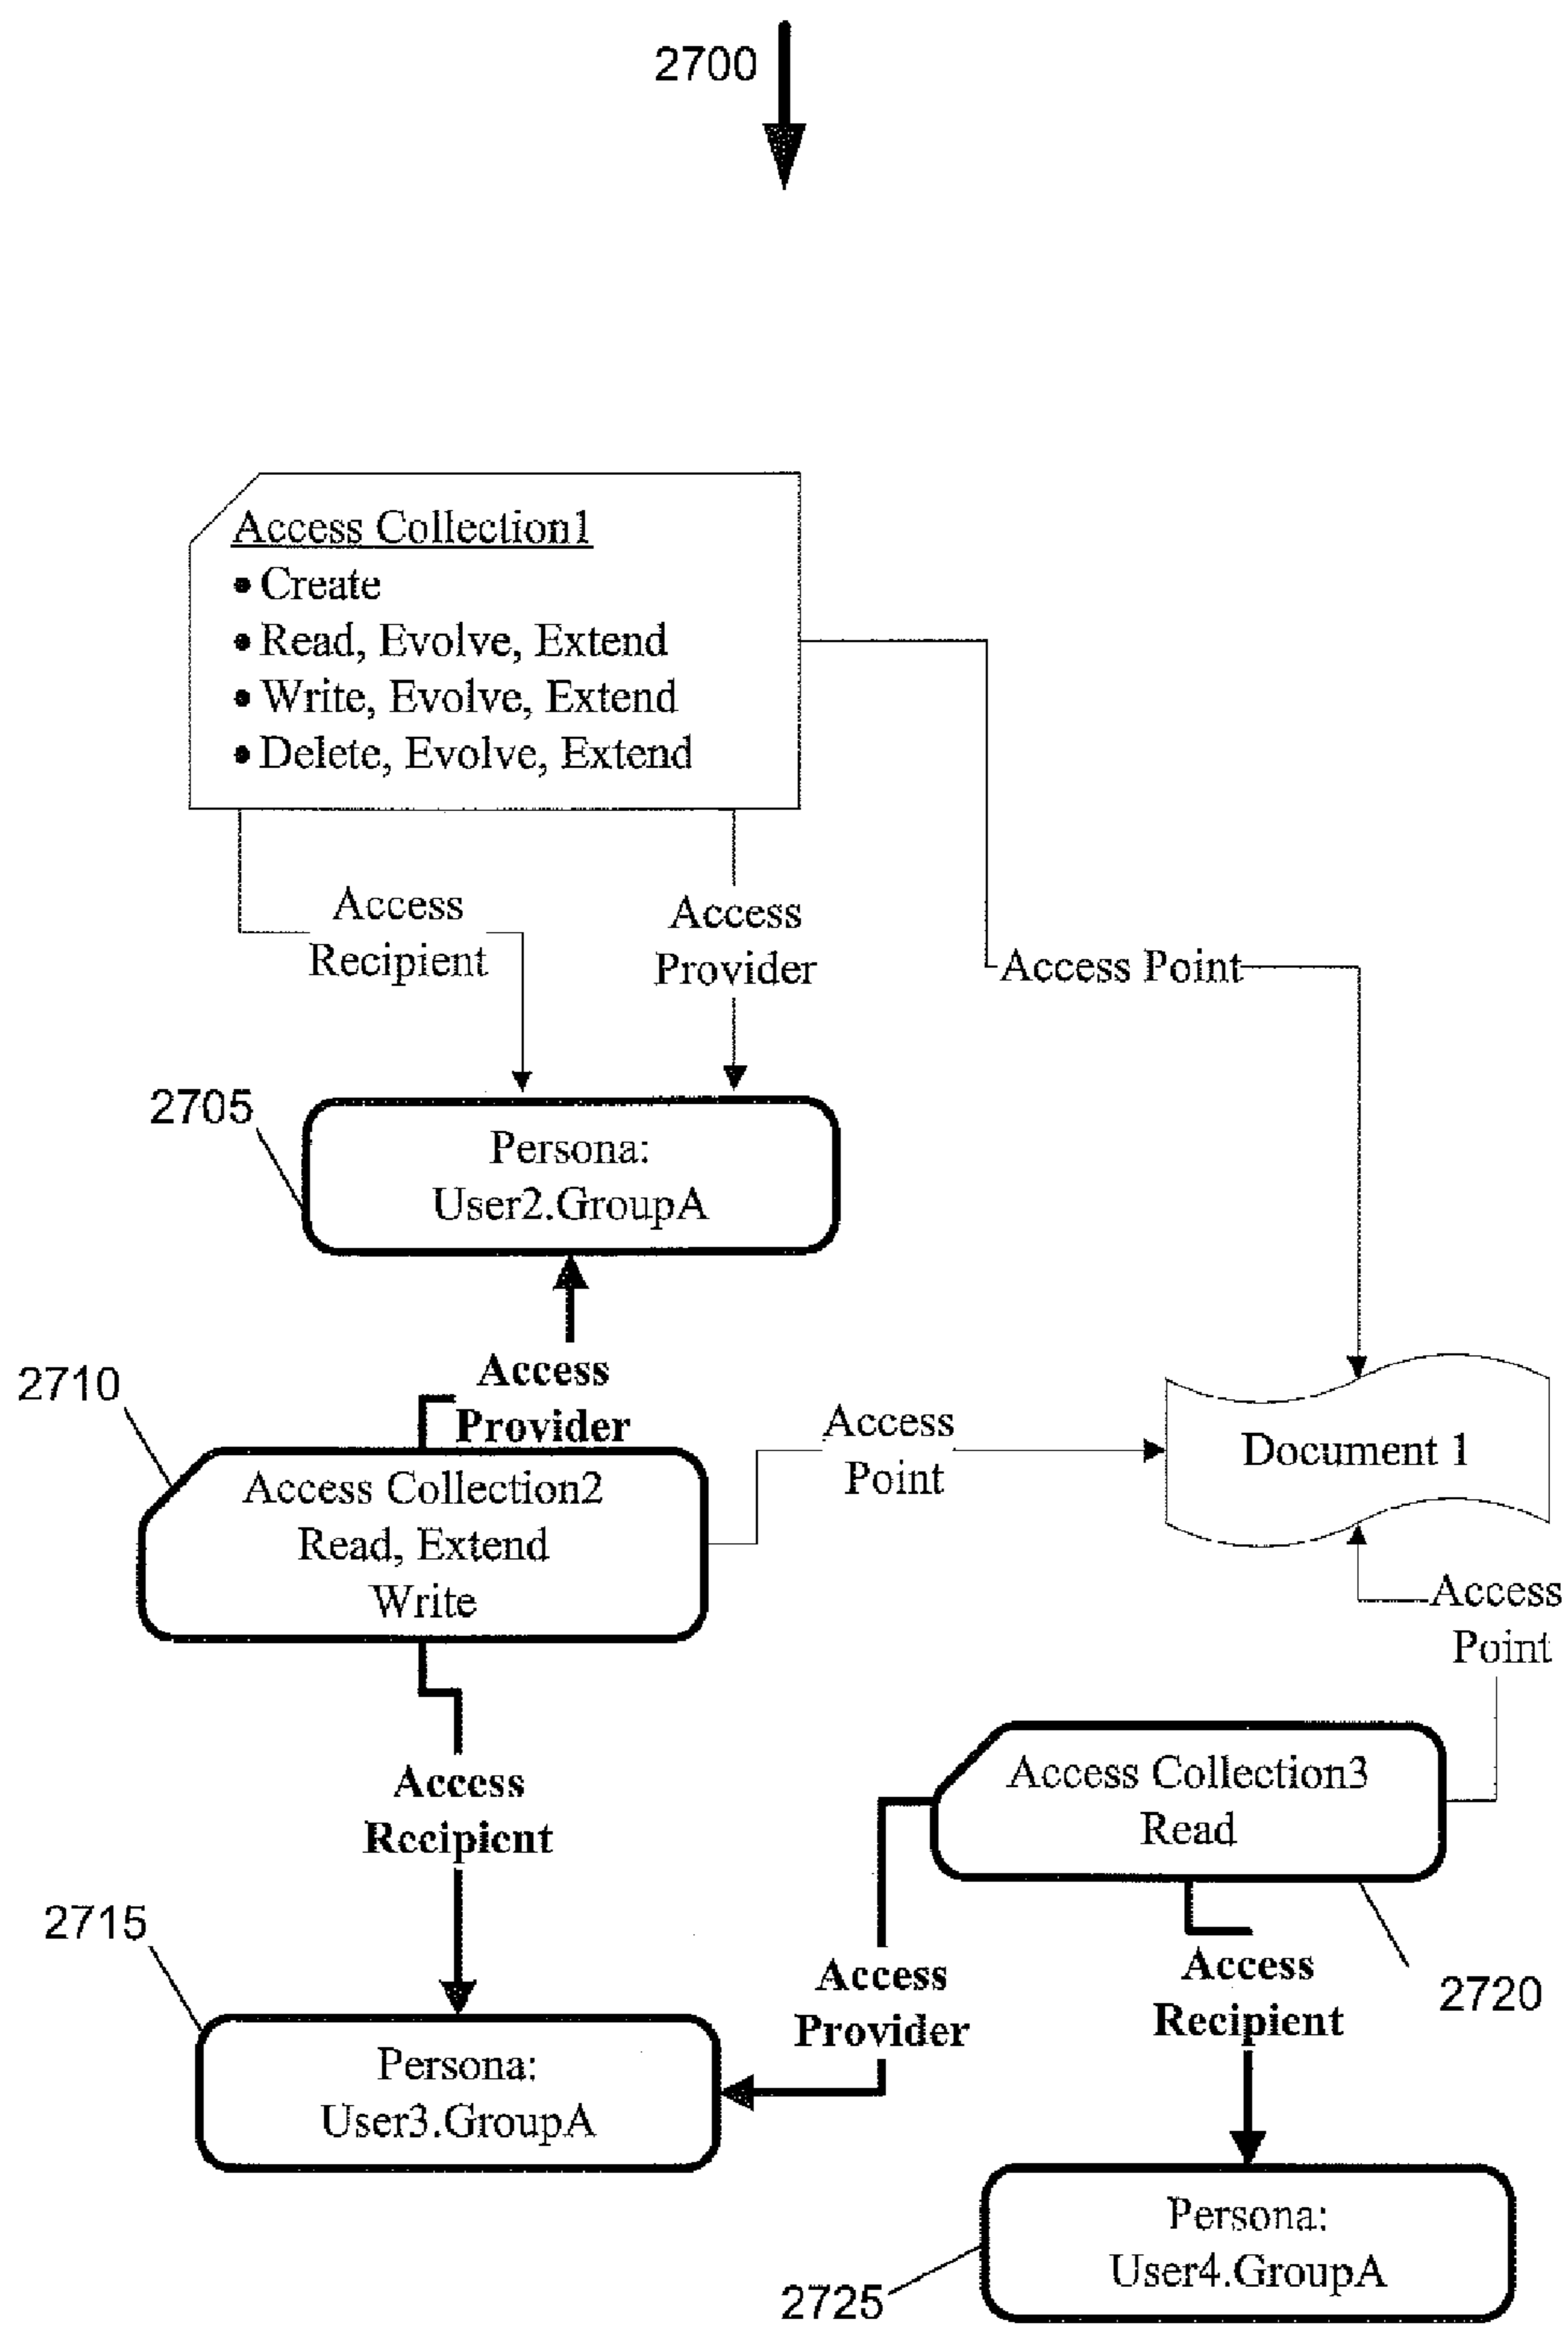 2700
Access Collection1
• Create
• Read, Evolve, Extend
• Write, Evolve, Extend
• Delete, Evolve, Extend
Access
Recipient
Access
Provider
Access Point
2705
Persona:
User2.GroupA
2710
Access
Provider
Access Collection2
Read, Extend
Write
Access
Point
Document 1
Access
Point
Access
Recipient
Access Collection3
Read
2715
Access
Provider
Access
Recipient
2720
Persona:
User3.GroupA
Persona:
User4.GroupA
2725